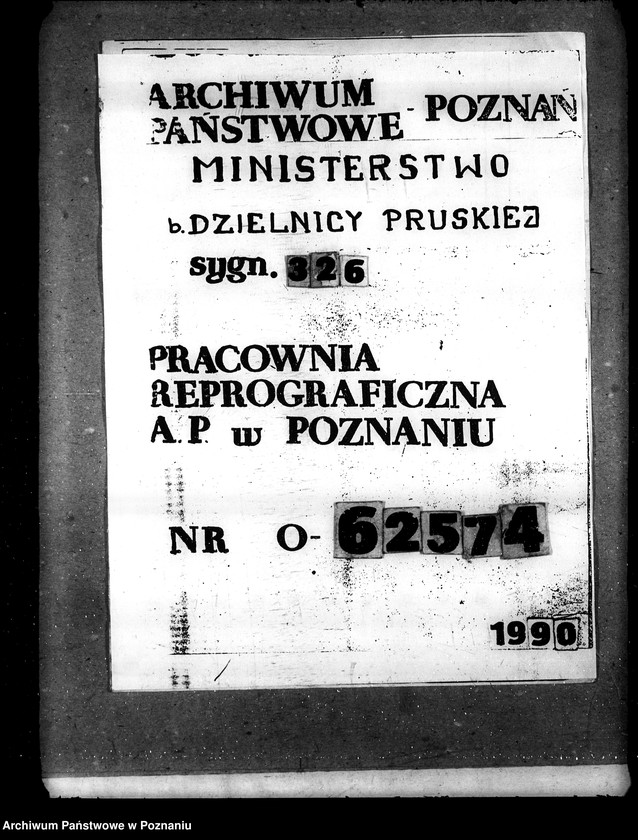 ARCHIWUM
PAŃSTWOWE - POZNAŃ
MINISTERSTWO
b. DZIELNICY PRUSKIEJ
sygn. 326
PRACOWNIA
REPROGRAFICZNA
A.P. w POZNANIU
NR O-62574
1990
Archiwum Państwowe w Poznaniu